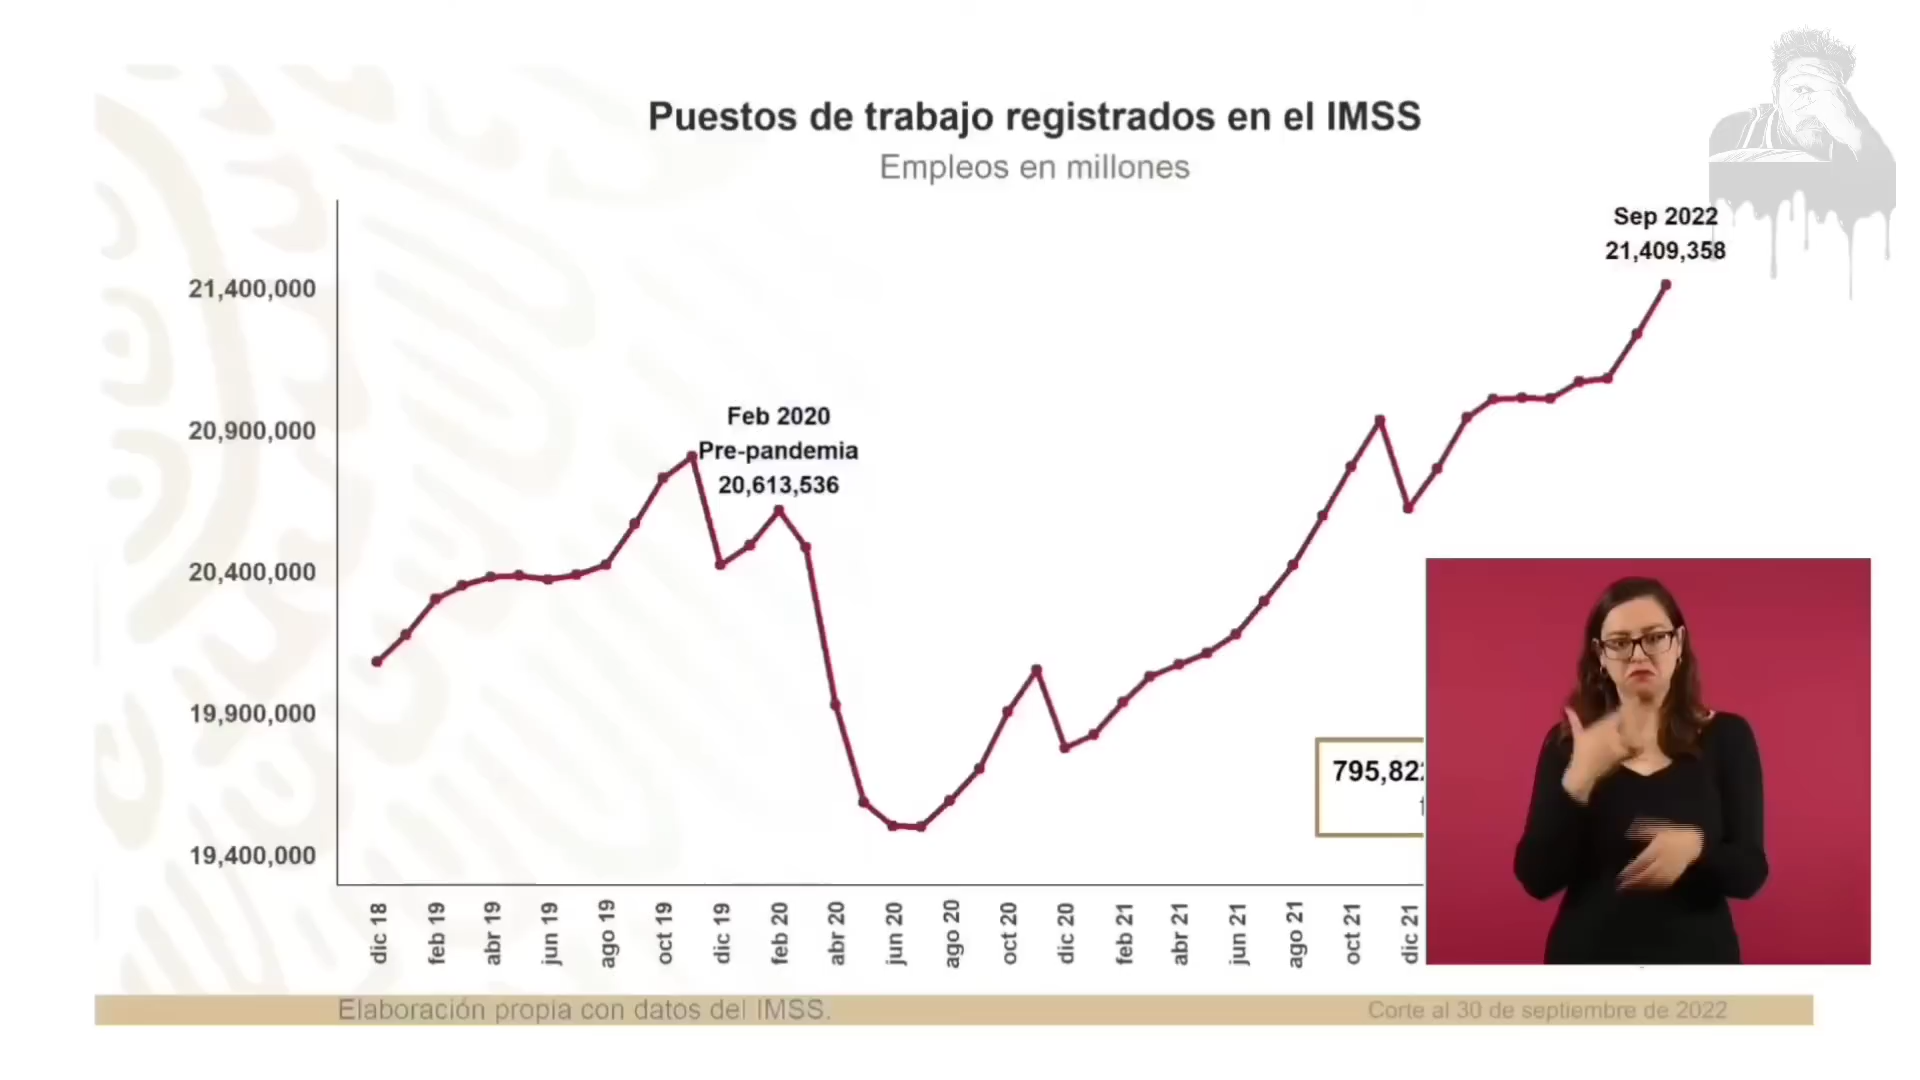 Puestos de trabajo registrados en el IMSS
Empleos en millones
Sep 2022
21,409,358
21,400,000
20,900,000
20,400,000
19,900,000
19,400,000
Feb 2020
Pre-pandemia
20,613,536
795,82
dic 18
feb 19
abr 19
jun 19
ago 19
oct 19
dic 19
feb 20
abr 20
jun 20
ago 20
oct 20
dic 20
feb 21
abr 21
jun 21
ago 21
oct 21
dic 21
Elaboración propia con datos del IMSS.
Corte al 30 de septiembre de 2022